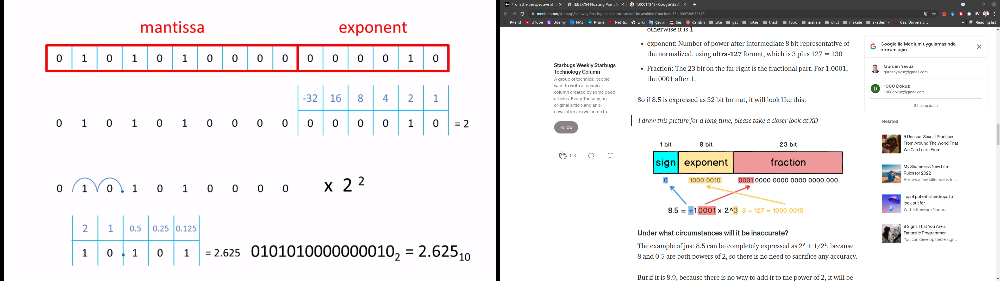 mantissa exponent
0 1 0 1 0 1 0 0 0 0 0 0 0 0 1 0
-32 16 8 4 2 1
0 1 0 1 0 1 0 0 0 0 0 0 0 0 1 0 = 2
0 1 0 1 0 1 0 0 0 0 x 2 2
2 1 0.5 0.25 0.125
1 0 . 1 0 1 = 2.625 0101010000000010₂ = 2.625₁₀
From the perspective of
IEEE-754 Floating Point C
1.0001*2^3 - Google'da A
medium.com/starbugs/see-why-floating-point-error-can-not-be-avoided-from-ieee-754-809720b32175
R-land UTube Udemy NAS Prime Netflix wiki Çeviri Ses Cambri site gzt notes trash food makale okul makale akademik Gazi Üniversit… » Reading list
Starbugs Weekly Starbugs
Technology Column
A group of technical people
want to write a technical
column created by some good
articles. Every Tuesday, an
original article and an e-
newsletter are welcome to...
Follow
1.1K
otherwise it is 1
• exponent: Number of power after intermediate 8 bit representative of
the normalized, using ultra-127 format, which is 3 plus 127 = 130
• Fraction: The 23 bit on the far right is the fractional part. For 1.0001,
the 0001 after 1.
So if 8.5 is expressed as 32 bit format, it will look like this:
I drew this picture for a long time, please take a closer look at XD
1 bit 8 bit 23 bit
sign exponent fraction
0 1000 0010 0001 0000 0000 0000 0000 000
8.5 = +1.0001 x 2^3 3 + 127 = 1000 0010
Under what circumstances will it be inaccurate?
The example of just 8.5 can be completely expressed as 2³ + 1/2¹, because
8 and 0.5 are both powers of 2, so there is no need to sacrifice any accuracy.
But if it is 8.9, because there is no way to add it to the power of 2, it will be
Google ile Medium uygulamasında
oturum açın
Gurcan Yavuz
gurcanyavuz@gmail.com
D
1000 Dokuz
1000dokuz@gmail.com
3 hesap daha
Related
5 Unusual Sexual Practices
From Around The World That
We Can Learn From
My Shameless New Life
Rules for 2022
Borrow a few killer ideas for...
Top 8 potential airdrops to
look out for
With Ethereum Name...
8 Signs That You Are a
Fantastic Programmer
You can develop these sign...